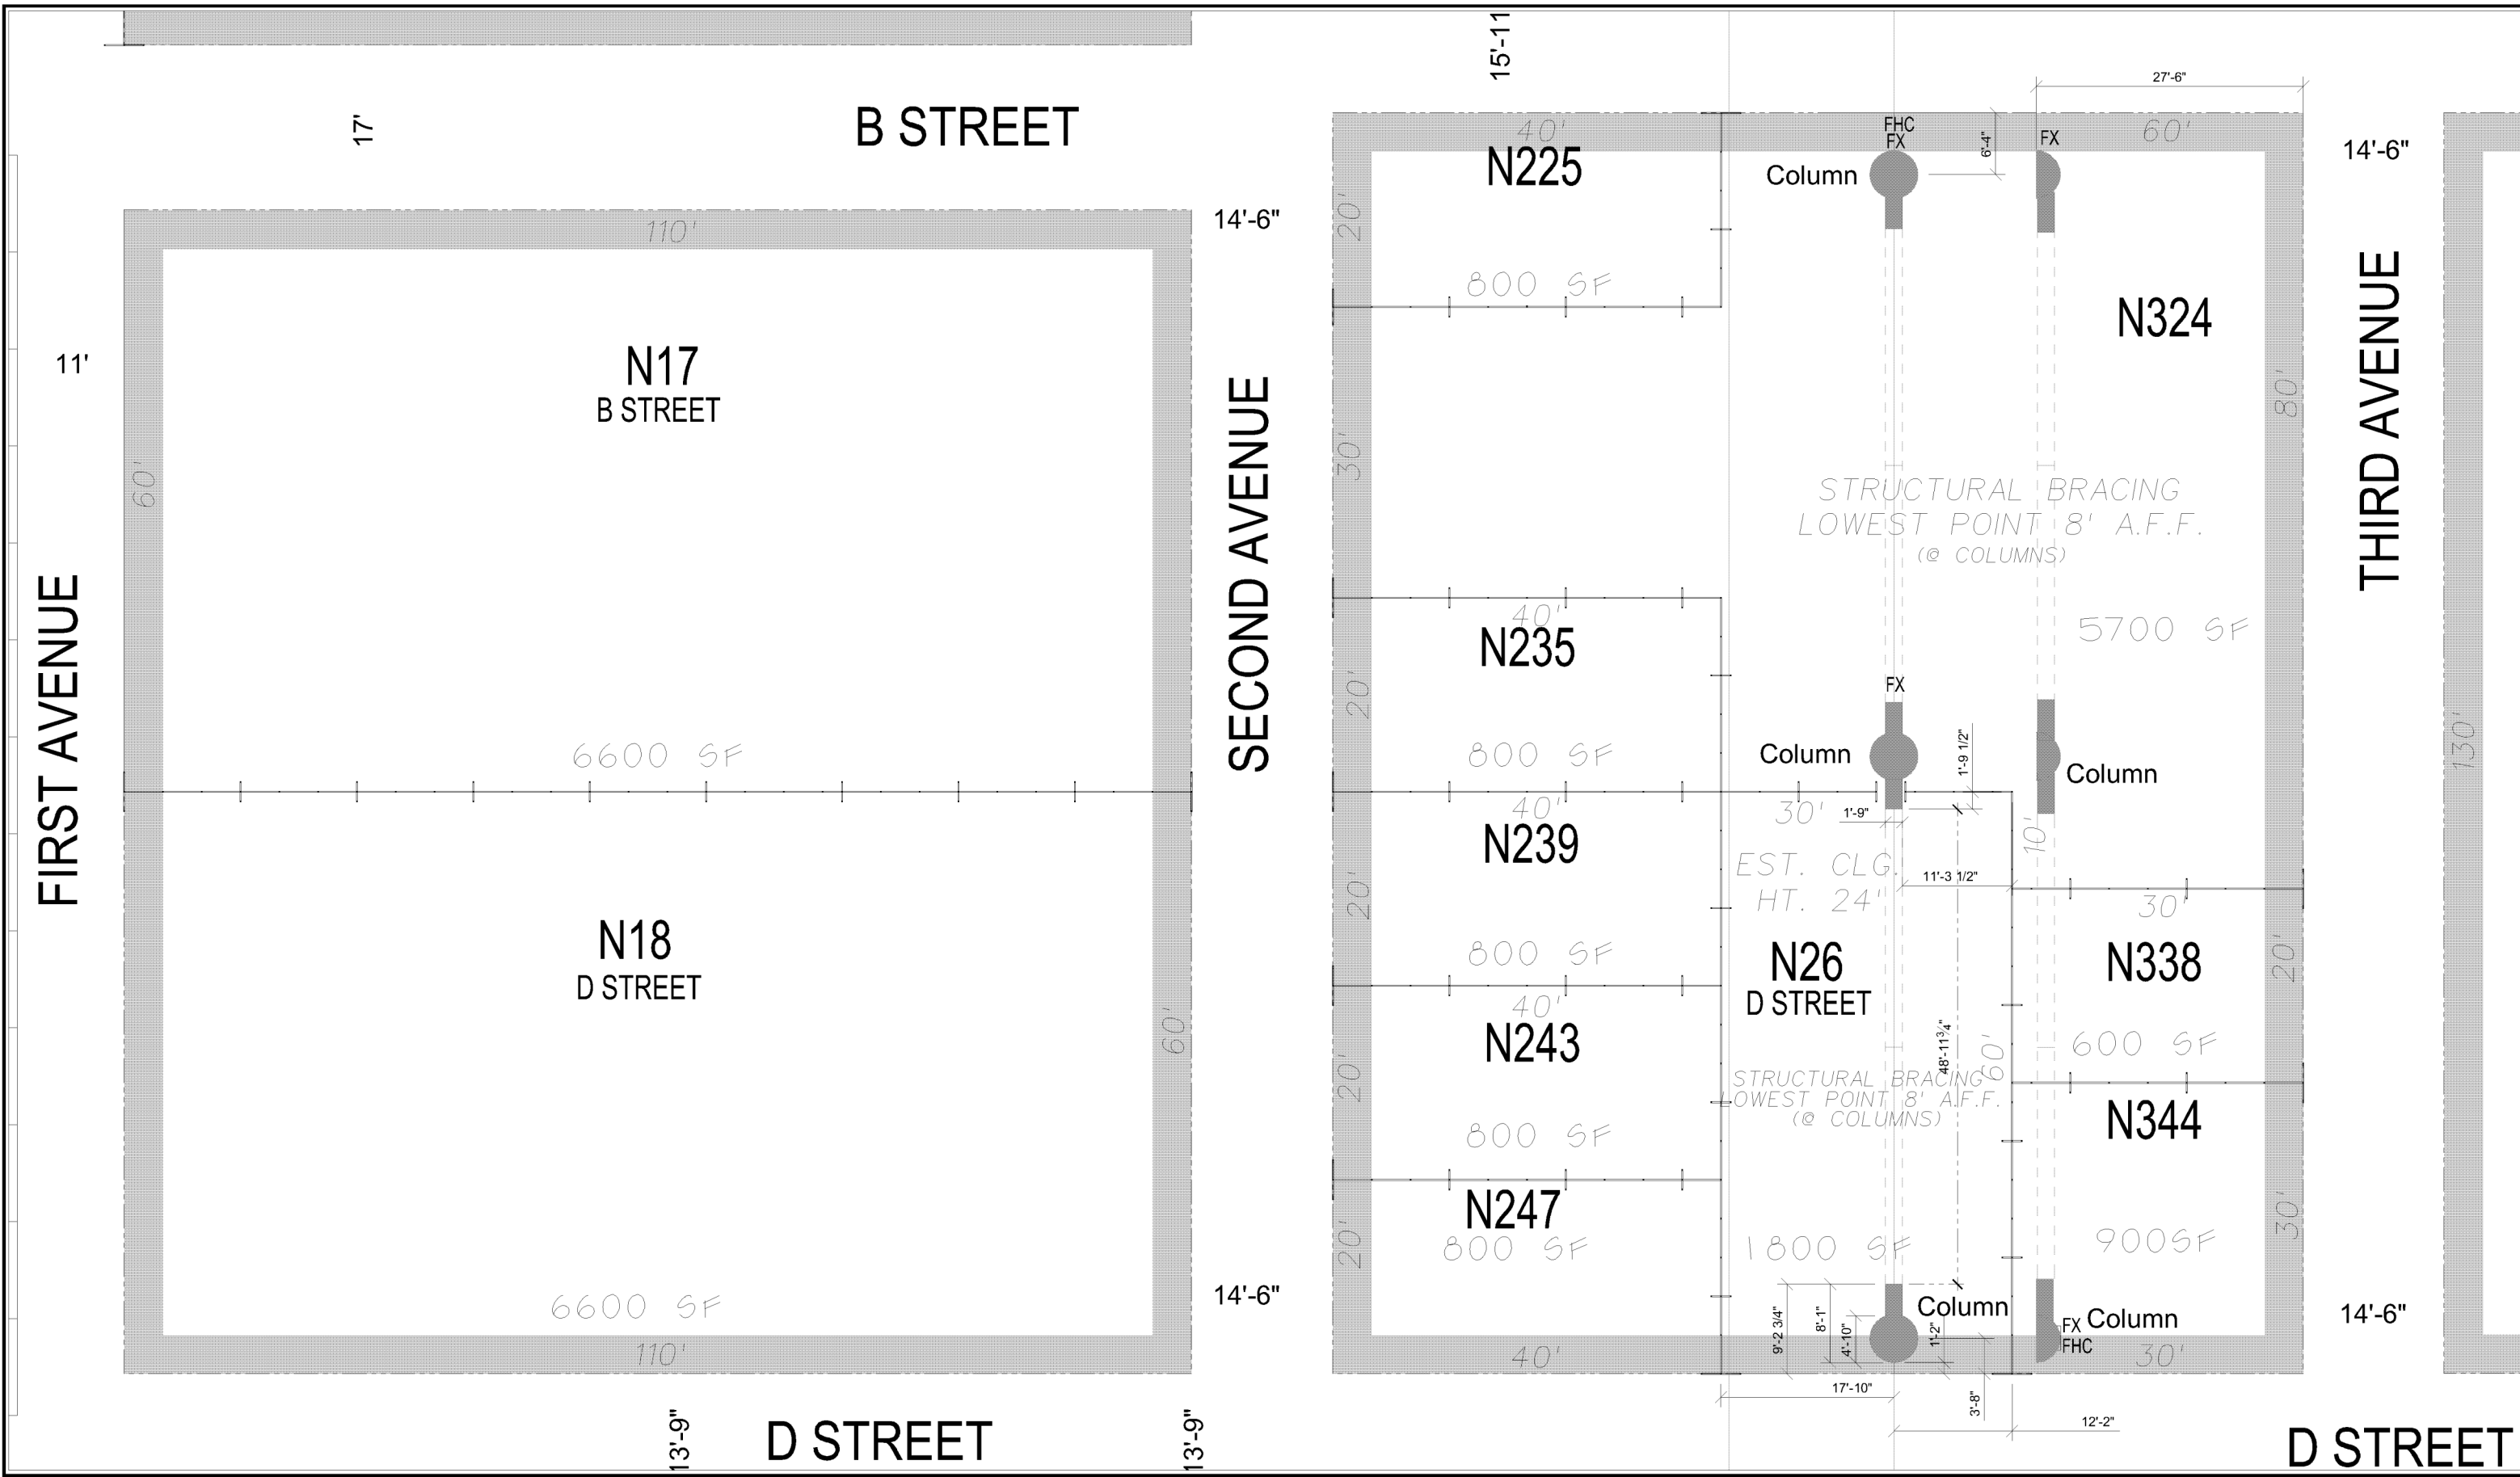 15'-11
27'-6"
17'
B STREET
40'
FHC
FX
6'-4"
FX
60'
14'-6"
N225
Column
110'
14'-6"
20'
800 SF
N324
11'
N17
B STREET
80'
THIRD AVENUE
60'
30'
STRUCTURAL BRACING
LOWEST POINT 8' A.F.F.
(@ COLUMNS)
SECOND AVENUE
40'
N235
5700 SF
FIRST AVENUE
20'
FX
6600 SF
800 SF
Column
1'-9 1/2"
Column
130'
40'
30'
1'-9"
10'
N239
20'
EST. CLG.
HT. 24'
11'-3 1/2"
30'
N18
D STREET
800 SF
N26
D STREET
N338
20'
60'
40'
N243
20'
48'-11 3/4"
60'
600 SF
STRUCTURAL BRACING
LOWEST POINT 8' A.F.F.
(@ COLUMNS)
800 SF
N344
N247
800 SF
20'
1800 SF
900SF
30'
14'-6"
6600 SF
9'-2 3/4"
8'-1"
4'-10"
Column
1'-2"
FX
FHC
Column
14'-6"
110'
40'
30'
17'-10"
3'-8"
12'-2"
13'-9"
D STREET
13'-9"
D STREET